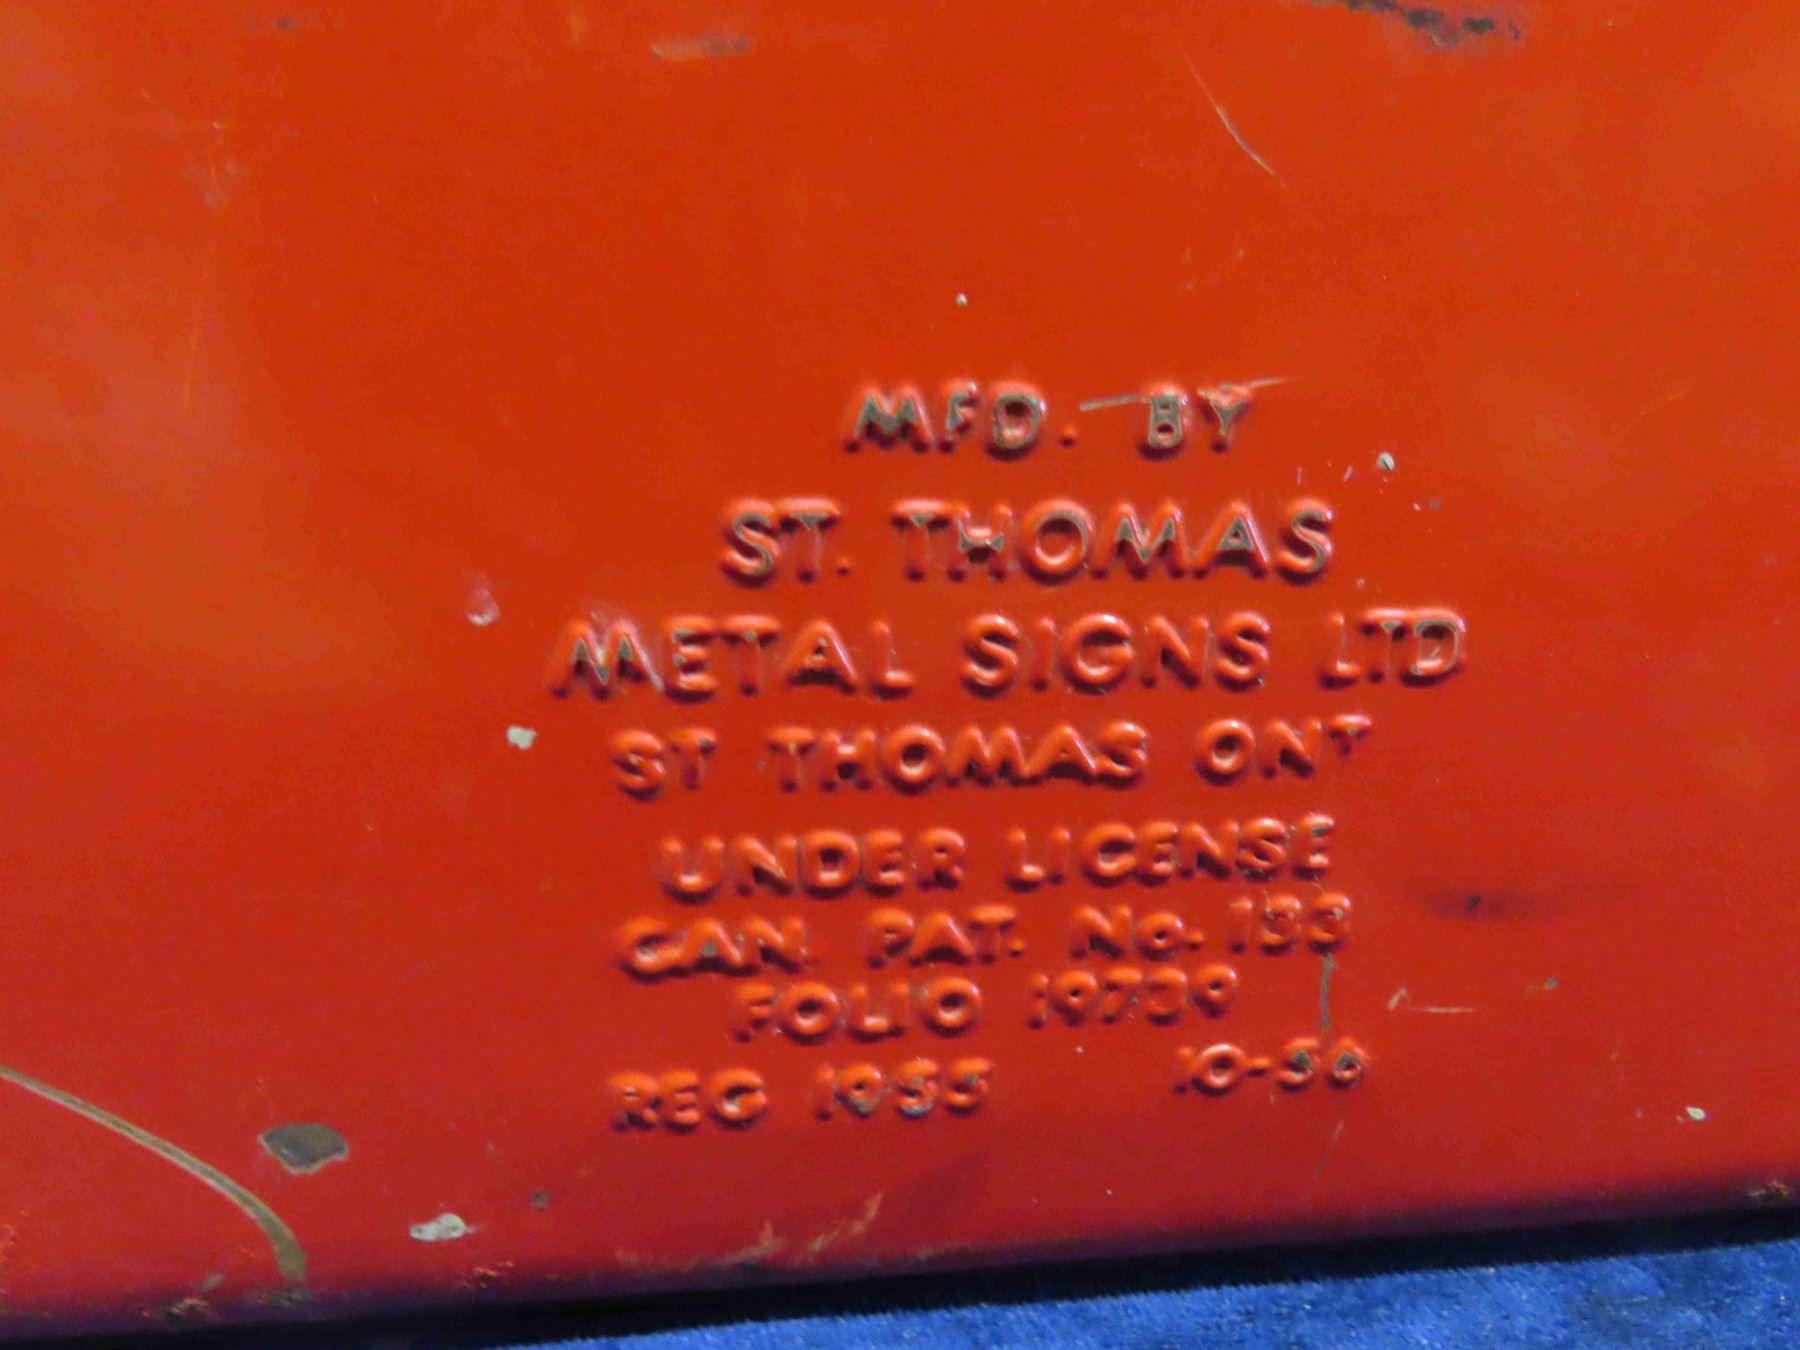 MFD. BY
ST. THOMAS
METAL SIGNS LTD
ST THOMAS ONT
UNDER LICENSE
CAN. PAT. No. 133
FOLIO 19739
REG 1955 10-56